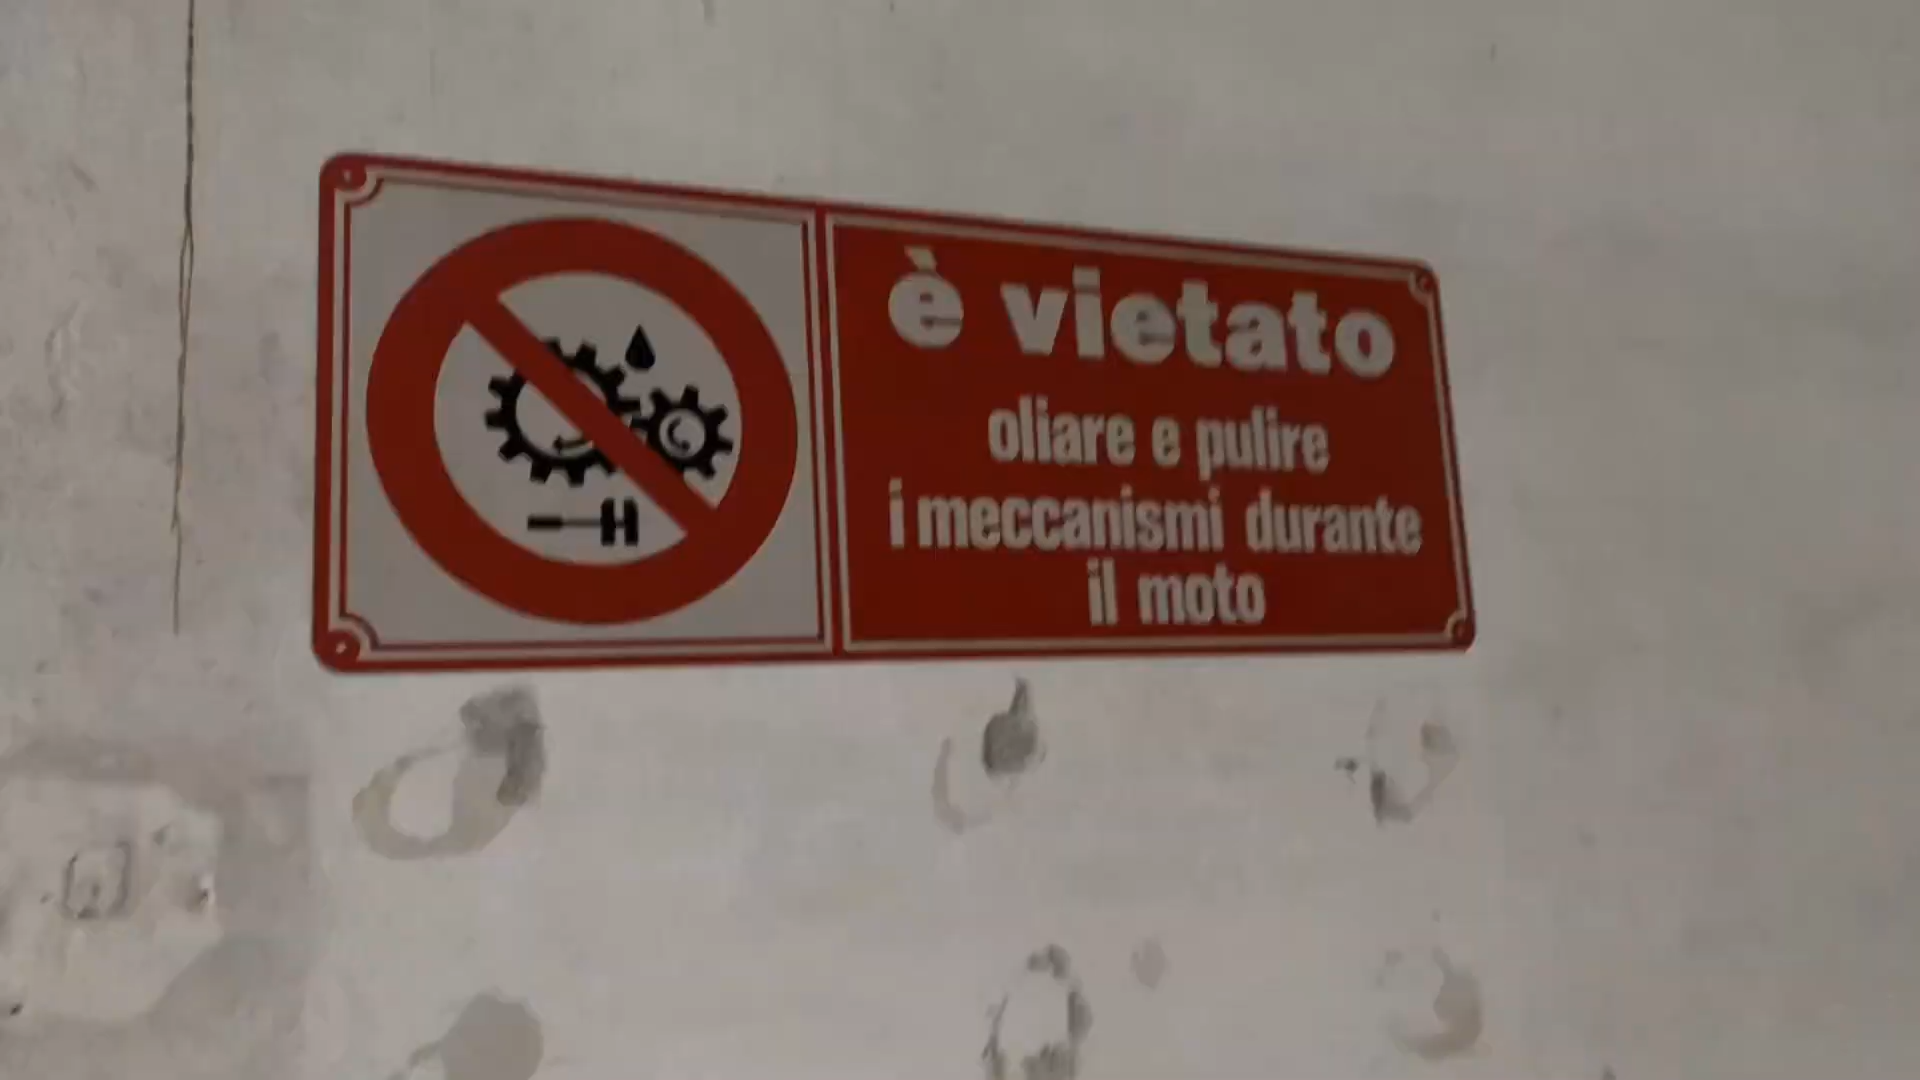 è vietato
oliare e pulire
i meccanismi durante
il moto